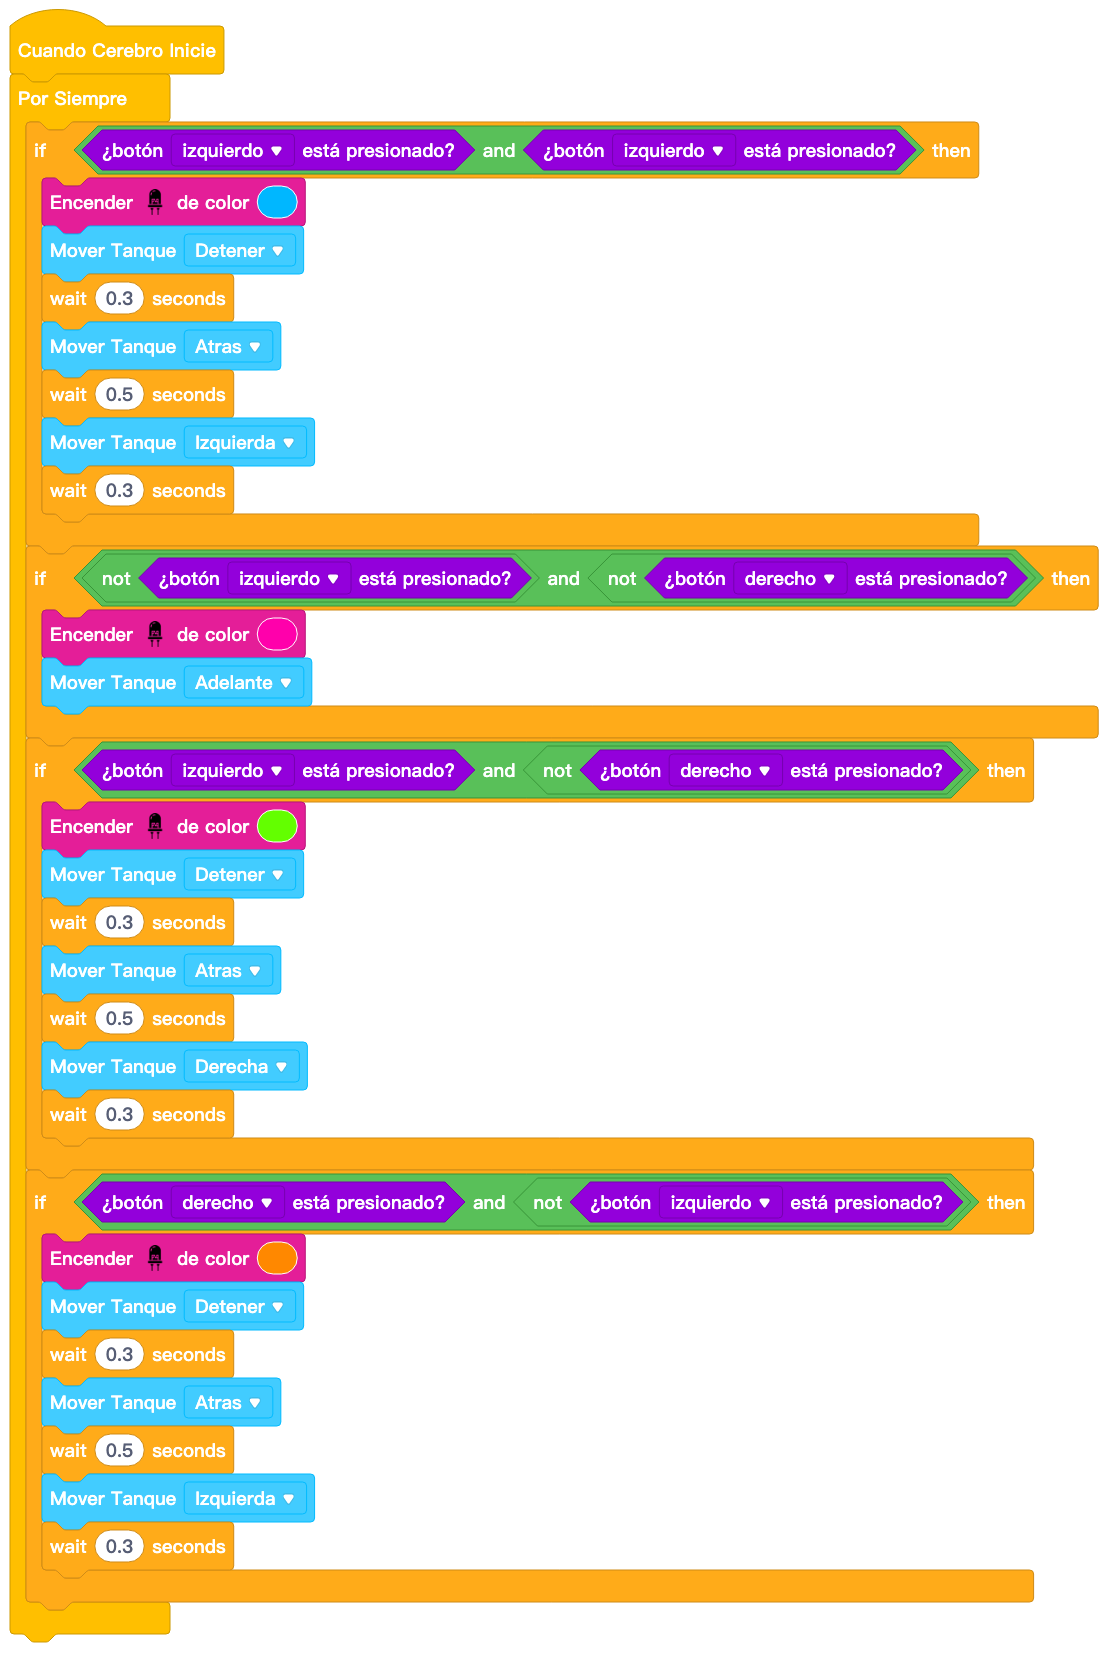 Cuando Cerebro Inicie
Por Siempre
if ¿botón izquierdo está presionado? and ¿botón izquierdo está presionado? then
Encender de color
Mover Tanque Detener
wait 0.3 seconds
Mover Tanque Atras
wait 0.5 seconds
Mover Tanque Izquierda
wait 0.3 seconds
if not ¿botón izquierdo está presionado? and not ¿botón derecho está presionado? then
Encender de color
Mover Tanque Adelante
if ¿botón izquierdo está presionado? and not ¿botón derecho está presionado? then
Encender de color
Mover Tanque Detener
wait 0.3 seconds
Mover Tanque Atras
wait 0.5 seconds
Mover Tanque Derecha
wait 0.3 seconds
if ¿botón derecho está presionado? and not ¿botón izquierdo está presionado? then
Encender de color
Mover Tanque Detener
wait 0.3 seconds
Mover Tanque Atras
wait 0.5 seconds
Mover Tanque Izquierda
wait 0.3 seconds